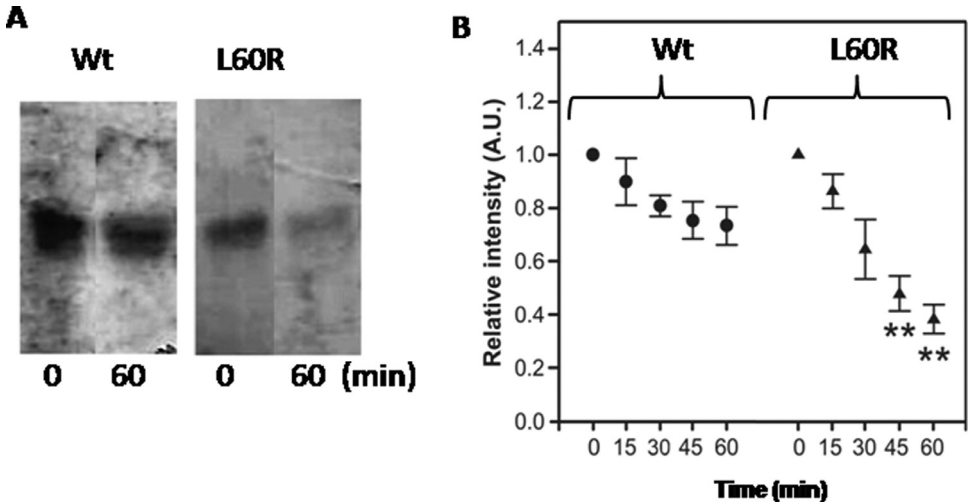 A
Wt L60R
0 60 0 60 (min)
B
Wt L60R
Relative intensity (A.U.)
1.4
1.2
1.0
0.8
0.6
0.4
0.2
0.0
**
**
0 15 30 45 60 0 15 30 45 60
Time (min)